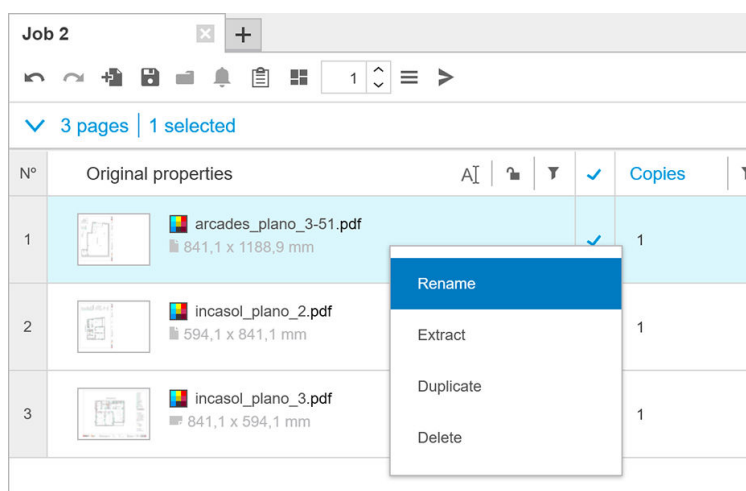 Job 2
1
3 pages 1 selected
Nº Original properties Copies
1 arcades_plano_3-51.pdf 1
841,1 x 1188,9 mm
Rename
2 incasol_plano_2.pdf 1
594,1 x 841,1 mm
Extract
Duplicate
3 incasol_plano_3.pdf 1
841,1 x 594,1 mm
Delete